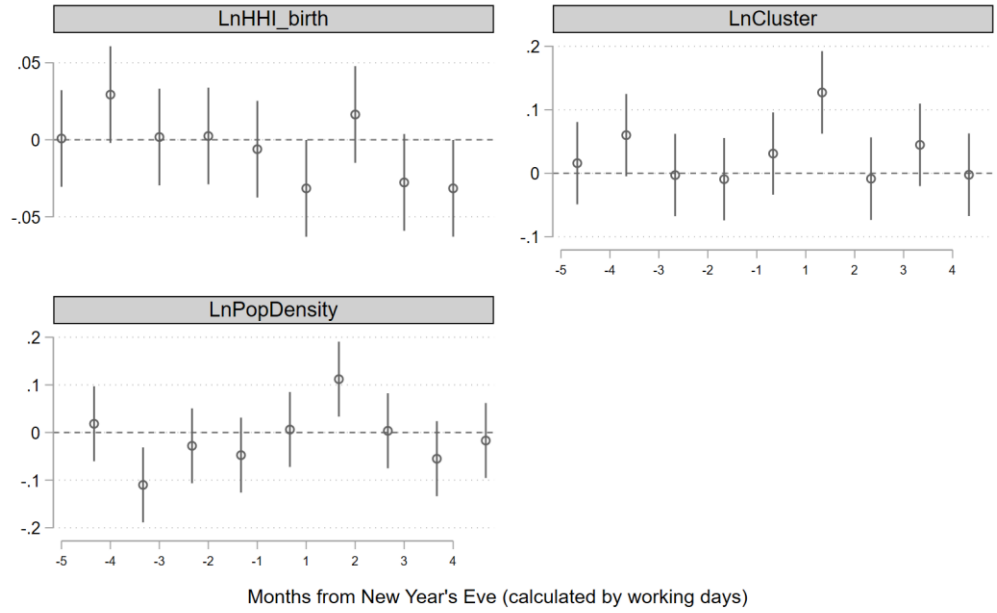 LnHHI_birth
.05
0
-.05
LnCluster
.2
.1
0
-.1
-5 -4 -3 -2 -1 1 2 3 4
LnPopDensity
.2
.1
0
-.1
-.2
-5 -4 -3 -2 -1 1 2 3 4
Months from New Year's Eve (calculated by working days)